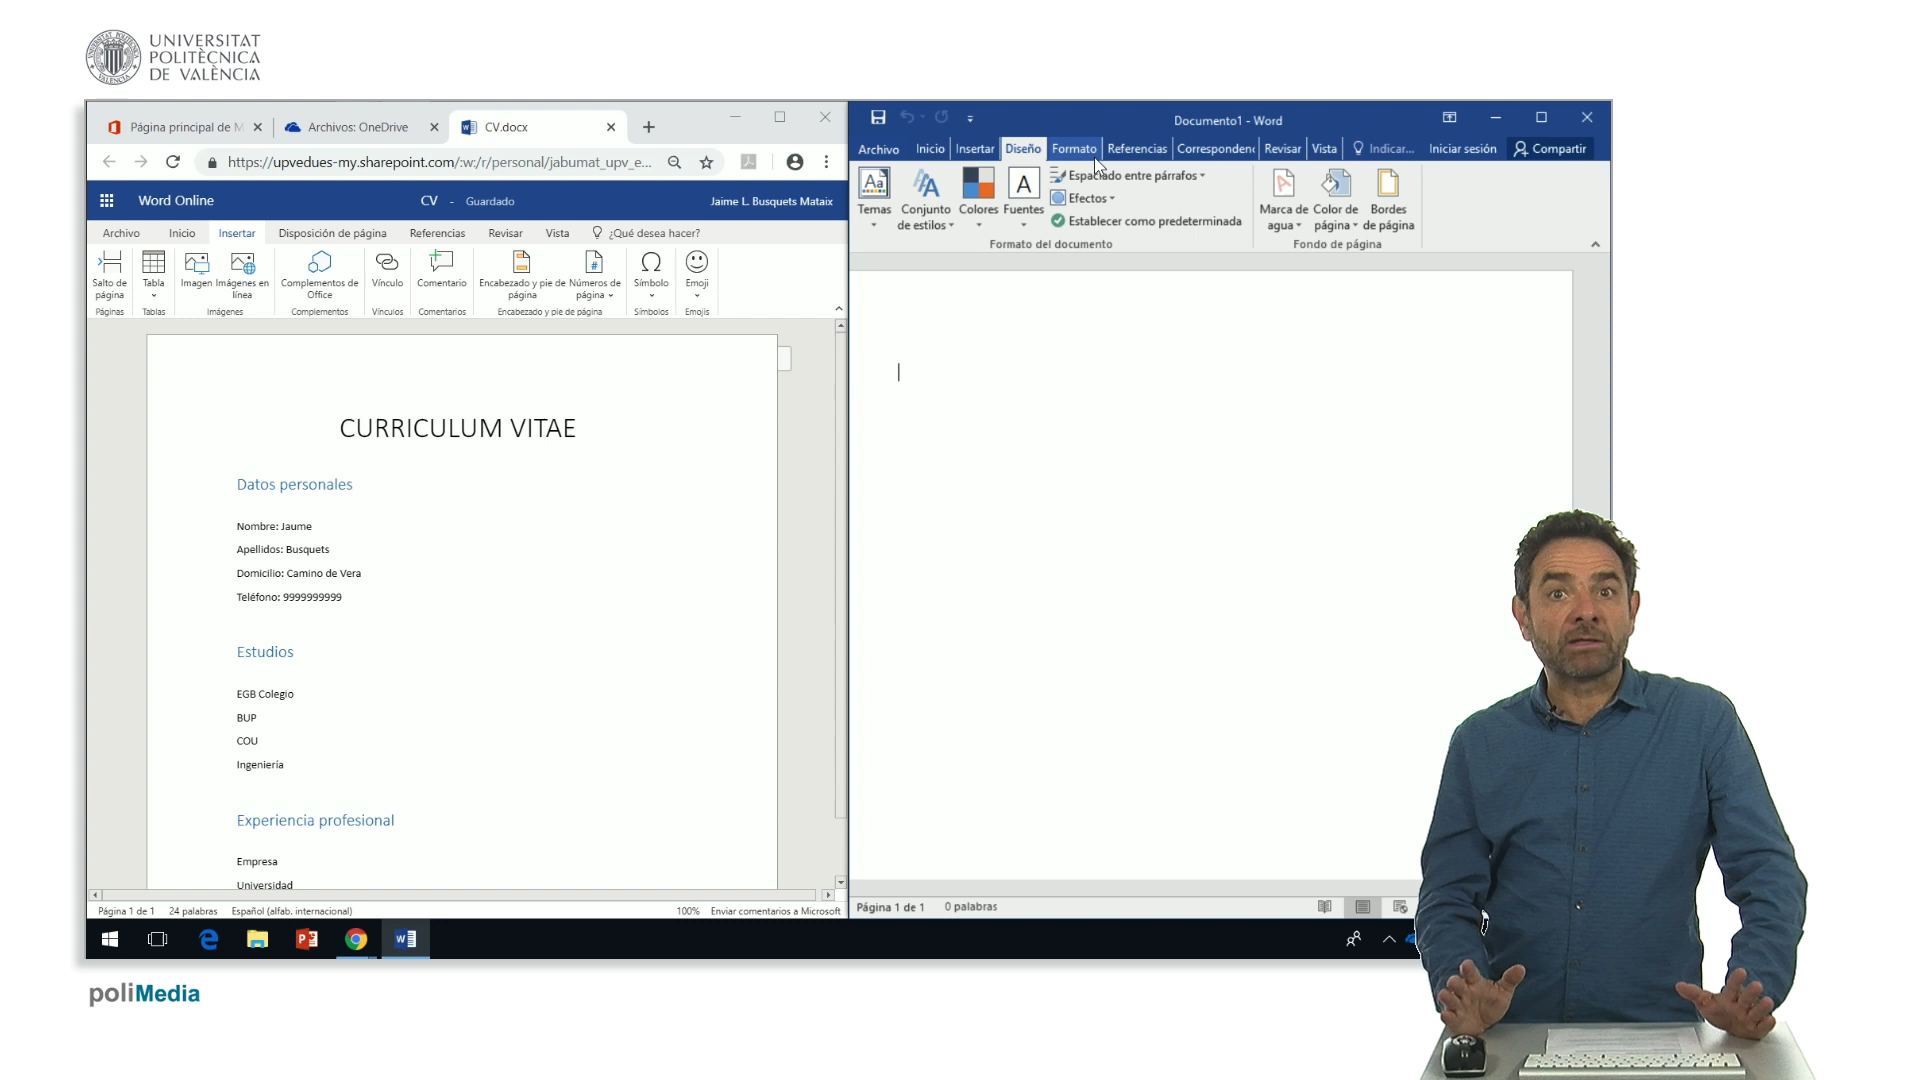 UNIVERSITAT
POLITÈCNICA
DE VALÈNCIA
Página principal de M
Archivos: OneDrive
CV.docx
https://upvedues-my.sharepoint.com/:w:/r/personal/jabumat_upv_e...
Word Online
CV - Guardado
Jaime L. Busquets Mataix
Archivo Inicio Insertar Disposición de página Referencias Revisar Vista ¿Qué desea hacer?
Salto de página
Tabla
Imagen
Imágenes en línea
Complementos de Office
Vínculo
Comentario
Encabezado y pie de página
Números de página
Símbolo
Emoji
Páginas Tablas Imágenes Complementos Vínculos Comentarios Encabezado y pie de página Símbolos Emojis
CURRICULUM VITAE
Datos personales
Nombre: Jaume
Apellidos: Busquets
Domicilio: Camino de Vera
Teléfono: 9999999999
Estudios
EGB Colegio
BUP
COU
Ingeniería
Experiencia profesional
Empresa
Universidad
Página 1 de 1 24 palabras Español (alfab. internacional) 100% Enviar comentarios a Microsoft
Documento1 - Word
Archivo Inicio Insertar Diseño Formato Referencias Corresponden Revisar Vista Indicar... Iniciar sesión Compartir
Temas
Conjunto de estilos
Colores
Fuentes
Espaciado entre párrafos
Efectos
Establecer como predeterminada
Marca de agua
Color de página
Bordes de página
Formato del documento Fondo de página
Página 1 de 1 0 palabras
poliMedia